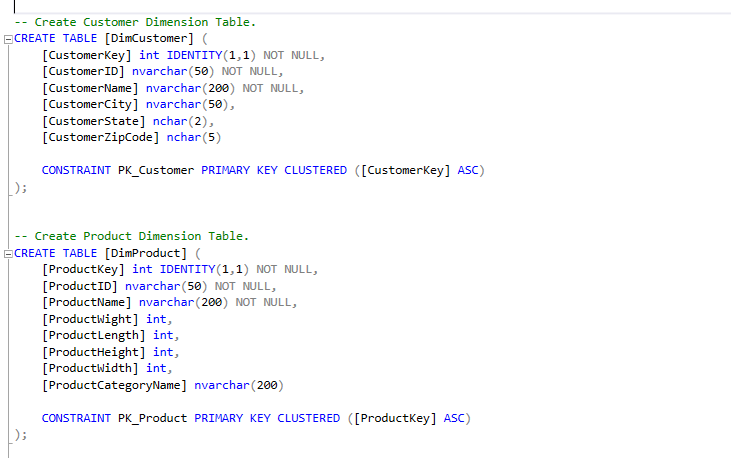 -- Create Customer Dimension Table.
CREATE TABLE [DimCustomer] (
[CustomerKey] int IDENTITY(1,1) NOT NULL,
[CustomerID] nvarchar(50) NOT NULL,
[CustomerName] nvarchar(200) NOT NULL,
[CustomerCity] nvarchar(50),
[CustomerState] nchar(2),
[CustomerZipCode] nchar(5)
CONSTRAINT PK_Customer PRIMARY KEY CLUSTERED ([CustomerKey] ASC)
);
-- Create Product Dimension Table.
CREATE TABLE [DimProduct] (
[ProductKey] int IDENTITY(1,1) NOT NULL,
[ProductID] nvarchar(50) NOT NULL,
[ProductName] nvarchar(200) NOT NULL,
[ProductWight] int,
[ProductLength] int,
[ProductHeight] int,
[ProductWidth] int,
[ProductCategoryName] nvarchar(200)
CONSTRAINT PK_Product PRIMARY KEY CLUSTERED ([ProductKey] ASC)
);